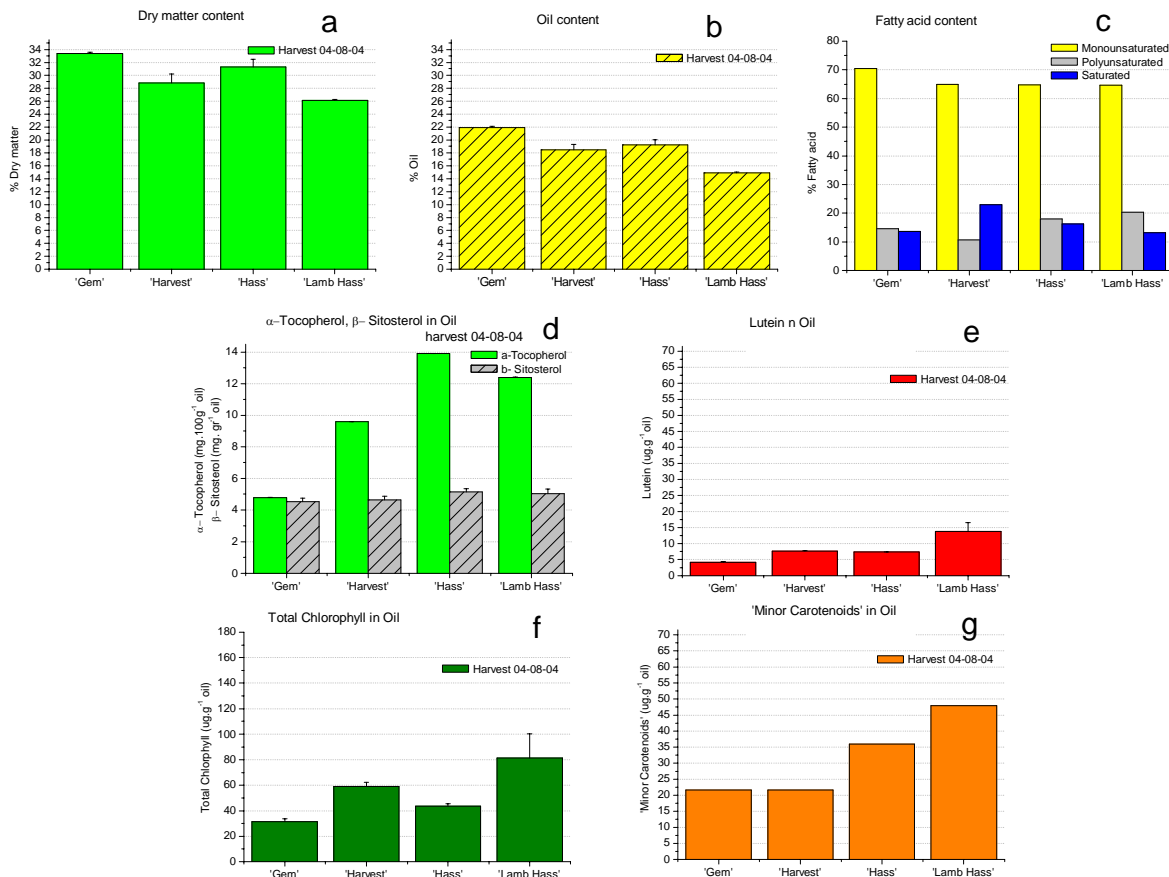 Dry matter content
a
Harvest 04-08-04
% Dry matter
34
32
30
28
26
24
22
20
18
16
14
12
10
8
6
4
2
0
'Gem' 'Harvest' 'Hass' 'Lamb Hass'
Oil content
b
Harvest 04-08-04
% Oil
34
32
30
28
26
24
22
20
18
16
14
12
10
8
6
4
2
0
'Gem' 'Harvest' 'Hass' 'Lamb Hass'
Fatty acid content
c
Monounsaturated
Polyunsaturated
Saturated
% Fatty acid
80
70
60
50
40
30
20
10
0
'Gem' 'Harvest' 'Hass' 'Lamb Hass'
α–Tocopherol, β– Sitosterol in Oil
d
harvest 04-08-04
a-Tocopherol
b- Sitosterol
α– Tocopherol (mg.100g⁻¹ oil)
β– Sitosterol (mg. gr⁻¹ oil)
14
12
10
8
6
4
2
0
'Gem' 'Harvest' 'Hass' 'Lamb Hass'
Lutein n Oil
e
Harvest 04-08-04
Lutein (ug.g⁻¹ oil)
70
65
60
55
50
45
40
35
30
25
20
15
10
5
0
'Gem' 'Harvest' 'Hass' 'Lamb Hass'
Total Chlorophyll in Oil
f
Harvest 04-08-04
Total Chlorophyll (ug.g⁻¹ oil)
180
160
140
120
100
80
60
40
20
0
'Gem' 'Harvest' 'Hass' 'Lamb Hass'
'Minor Carotenoids' in Oil
g
Harvest 04-08-04
'Minor Carotenoids' (ug.g⁻¹ oil)
70
65
60
55
50
45
40
35
30
25
20
15
10
5
0
'Gem' 'Harvest' 'Hass' 'Lamb Hass'